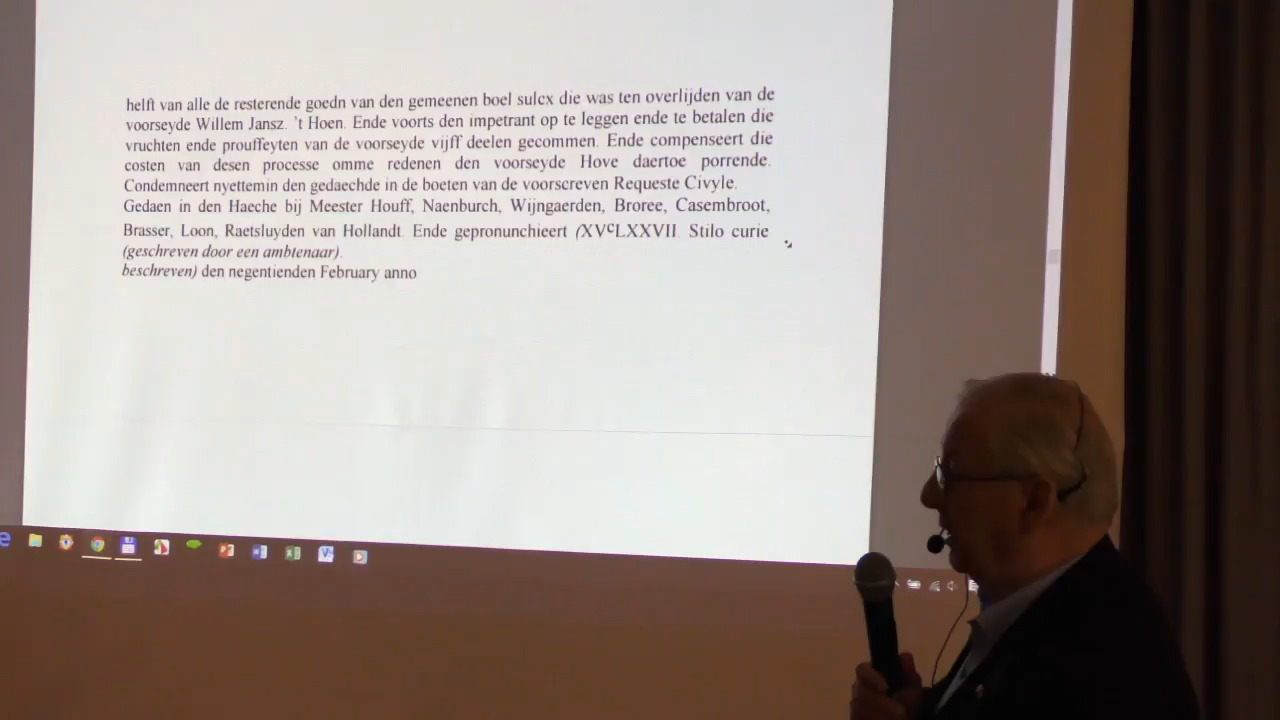 helft van alle de resterende goedn van den gemeenen boel sulcx die was ten overlijden van de
voorseyde Willem Jansz. 't Hoen. Ende voorts den impetrant op te leggen ende te betalen die
vruchten ende prouffeyten van de voorseyde vijff deelen gecommen. Ende compenseert die
costen van desen processe omme redenen den voorseyde Hove daertoe porrende.
Condemneert nyettemin den gedaechde in de boeten van de voorscreven Requeste Civyle.
Gedaen in den Haeche bij Meester Houff, Naenburch, Wijngaerden, Broree, Casembroot,
Brasser, Loon, Raetsluyden van Hollandt. Ende gepronunchieert (XVᶜLXXVII. Stilo curie
(geschreven door een ambtenaar).
beschreven) den negentienden February anno